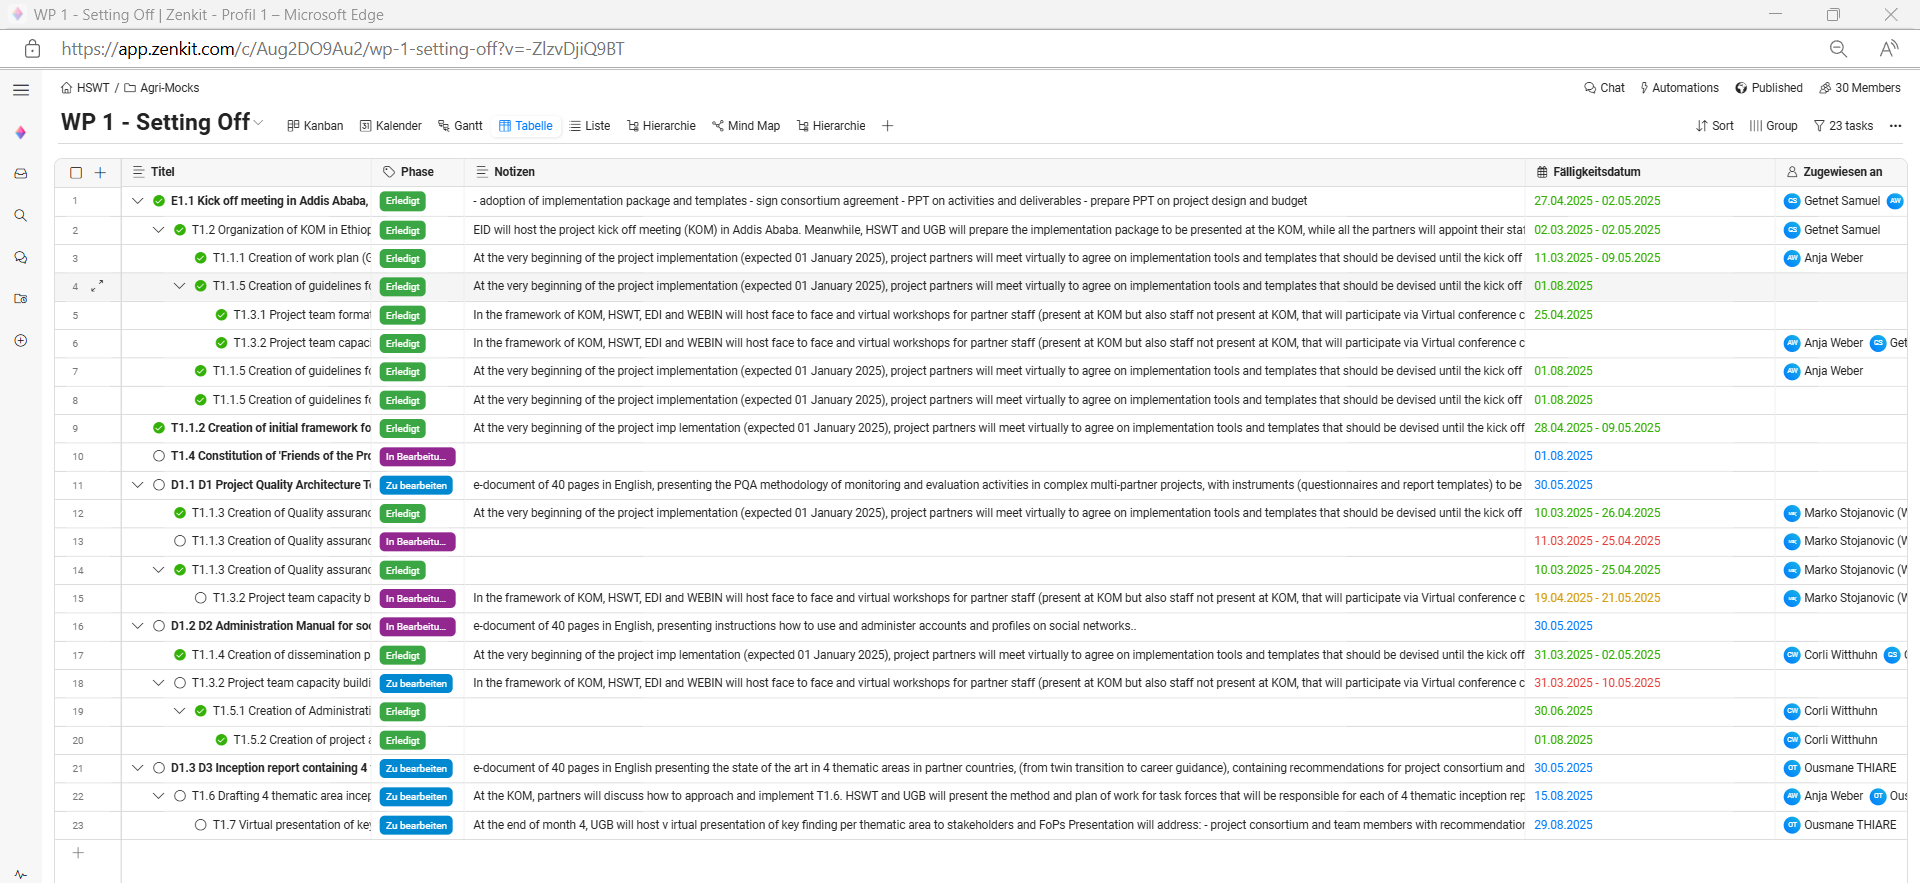 WP 1 - Setting Off | Zenkit - Profil 1 – Microsoft Edge
https://app.zenkit.com/c/Aug2DO9Au2/wp-1-setting-off?v=-ZlzvDjiQ9BT
HSWT / Agri-Mocks Chat Automations Published 30 Members
WP 1 - Setting Off Kanban Kalender Gantt Tabelle Liste Hierarchie Mind Map Hierarchie Sort Group 23 tasks
Titel Phase Notizen Fälligkeitsdatum Zugewiesen an
1 E1.1 Kick off meeting in Addis Ababa, Erledigt - adoption of implementation package and templates - sign consortium agreement - PPT on activities and deliverables - prepare PPT on project design and budget 27.04.2025 - 02.05.2025 GS Getnet Samuel AW
2 T1.2 Organization of KOM in Ethiop Erledigt EID will host the project kick off meeting (KOM) in Addis Ababa. Meanwhile, HSWT and UGB will prepare the implementation package to be presented at the KOM, while all the partners will appoint their staf 02.03.2025 - 02.05.2025 GS Getnet Samuel
3 T1.1.1 Creation of work plan (G Erledigt At the very beginning of the project implementation (expected 01 January 2025), project partners will meet virtually to agree on implementation tools and templates that should be devised until the kick off 11.03.2025 - 09.05.2025 AW Anja Weber
4 T1.1.5 Creation of guidelines fo Erledigt At the very beginning of the project implementation (expected 01 January 2025), project partners will meet virtually to agree on implementation tools and templates that should be devised until the kick off 01.08.2025
5 T1.3.1 Project team format Erledigt In the framework of KOM, HSWT, EDI and WEBIN will host face to face and virtual workshops for partner staff (present at KOM but also staff not present at KOM, that will participate via Virtual conference c 25.04.2025
6 T1.3.2 Project team capaci Erledigt In the framework of KOM, HSWT, EDI and WEBIN will host face to face and virtual workshops for partner staff (present at KOM but also staff not present at KOM, that will participate via Virtual conference c AW Anja Weber GS Get
7 T1.1.5 Creation of guidelines fo Erledigt At the very beginning of the project implementation (expected 01 January 2025), project partners will meet virtually to agree on implementation tools and templates that should be devised until the kick off 01.08.2025 AW Anja Weber
8 T1.1.5 Creation of guidelines fo Erledigt At the very beginning of the project implementation (expected 01 January 2025), project partners will meet virtually to agree on implementation tools and templates that should be devised until the kick off 01.08.2025
9 T1.1.2 Creation of initial framework fo Erledigt At the very beginning of the project imp lementation (expected 01 January 2025), project partners will meet virtually to agree on implementation tools and templates that should be devised until the kick off 28.04.2025 - 09.05.2025
10 T1.4 Constitution of 'Friends of the Pro In Bearbeitu... 01.08.2025
11 D1.1 D1 Project Quality Architecture T Zu bearbeiten e-document of 40 pages in English, presenting the PQA methodology of monitoring and evaluation activities in complex multi-partner projects, with instruments (questionnaires and report templates) to be 30.05.2025
12 T1.1.3 Creation of Quality assuranc Erledigt At the very beginning of the project implementation (expected 01 January 2025), project partners will meet virtually to agree on implementation tools and templates that should be devised until the kick off 10.03.2025 - 26.04.2025 Marko Stojanovic (W
13 T1.1.3 Creation of Quality assuranc In Bearbeitu... 11.03.2025 - 25.04.2025 Marko Stojanovic (W
14 T1.1.3 Creation of Quality assuranc Erledigt 10.03.2025 - 25.04.2025 Marko Stojanovic (W
15 T1.3.2 Project team capacity b In Bearbeitu... In the framework of KOM, HSWT, EDI and WEBIN will host face to face and virtual workshops for partner staff (present at KOM but also staff not present at KOM, that will participate via Virtual conference c 19.04.2025 - 21.05.2025 Marko Stojanovic (W
16 D1.2 D2 Administration Manual for soc In Bearbeitu... e-document of 40 pages in English, presenting instructions how to use and administer accounts and profiles on social networks.. 30.05.2025
17 T1.1.4 Creation of dissemination p Erledigt At the very beginning of the project imp lementation (expected 01 January 2025), project partners will meet virtually to agree on implementation tools and templates that should be devised until the kick off 31.03.2025 - 02.05.2025 CW Corli Witthuhn GS
18 T1.3.2 Project team capacity buildi Zu bearbeiten In the framework of KOM, HSWT, EDI and WEBIN will host face to face and virtual workshops for partner staff (present at KOM but also staff not present at KOM, that will participate via Virtual conference c 31.03.2025 - 10.05.2025
19 T1.5.1 Creation of Administrati Erledigt 30.06.2025 CW Corli Witthuhn
20 T1.5.2 Creation of project a Erledigt 01.08.2025 CW Corli Witthuhn
21 D1.3 D3 Inception report containing 4 Zu bearbeiten e-document of 40 pages in English presenting the state of the art in 4 thematic areas in partner countries, (from twin transition to career guidance), containing recommendations for project consortium and 30.05.2025 OT Ousmane THIARE
22 T1.6 Drafting 4 thematic area incep Zu bearbeiten At the KOM, partners will discuss how to approach and implement T1.6. HSWT and UGB will present the method and plan of work for task forces that will be responsible for each of 4 thematic inception rep 15.08.2025 AW Anja Weber OT Ous
23 T1.7 Virtual presentation of key Zu bearbeiten At the end of month 4, UGB will host v irtual presentation of key finding per thematic area to stakeholders and FoPs Presentation will address: - project consortium and team members with recommendation 29.08.2025 OT Ousmane THIARE